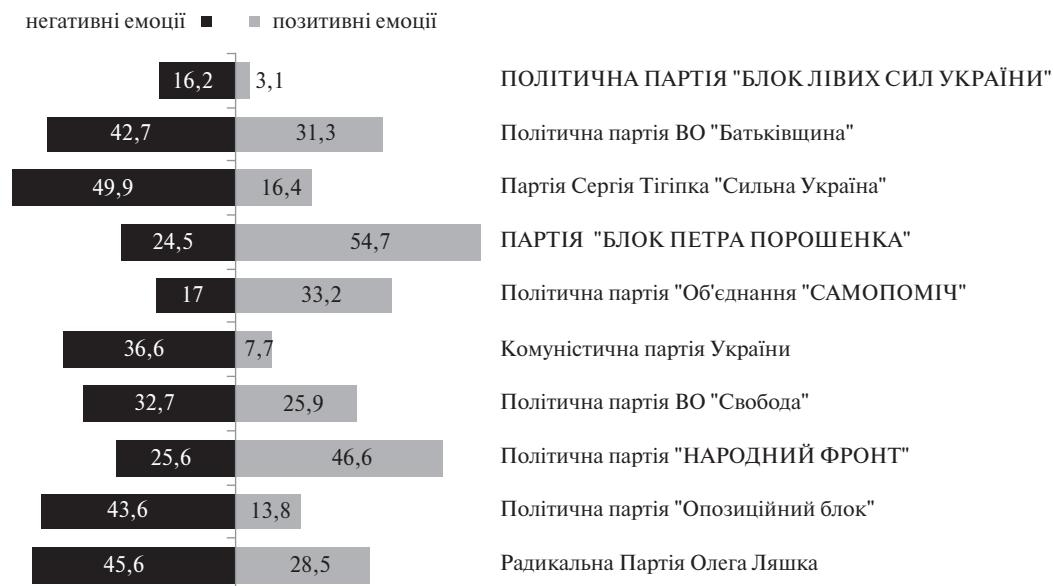 негативні емоції позитивні емоції
16,2 3,1 ПОЛІТИЧНА ПАРТІЯ "БЛОК ЛІВИХ СИЛ УКРАЇНИ"
42,7 31,3 Політична партія ВО "Батьківщина"
49,9 16,4 Партія Сергія Тігіпка "Сильна Україна"
24,5 54,7 ПАРТІЯ "БЛОК ПЕТРА ПОРОШЕНКА"
17 33,2 Політична партія "Об'єднання "САМОПОМІЧ"
36,6 7,7 Комуністична партія України
32,7 25,9 Політична партія ВО "Свобода"
25,6 46,6 Політична партія "НАРОДНИЙ ФРОНТ"
43,6 13,8 Політична партія "Опозиційний блок"
45,6 28,5 Радикальна Партія Олега Ляшка